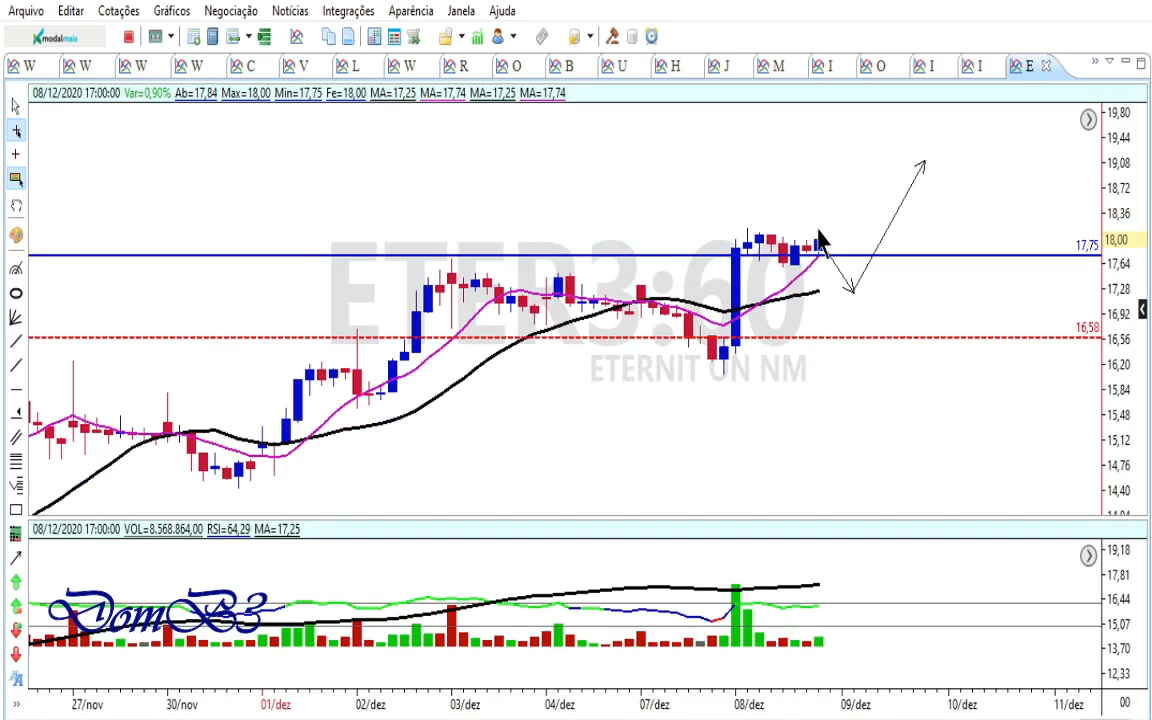 Arquivo Editar Cotações Gráficos Negociação Notícias Integrações Aparência Janela Ajuda
modalmais
W W W W C V L W R O B U H J M I O I I E
08/12/2020 17:00:00 Var=0,90% Ab=17,84 Max=18,00 Min=17,75 Fe=18,00 MA=17,25 MA=17,74 MA=17,25 MA=17,74
19,80
19,44
19,08
18,72
18,36
18,00
17,75
17,64
17,28
16,92
16,58
16,56
16,20
15,84
15,48
15,12
14,76
14,40
14,04
ETER3:60
ETERNIT ON NM
08/12/2020 17:00:00 VOL=8.568.864,00 RSI=64,29 MA=17,25
19,18
17,81
16,44
15,07
13,70
12,33
DomB3
27/nov 30/nov 01/dez 02/dez 03/dez 04/dez 07/dez 08/dez 09/dez 10/dez 11/dez 00